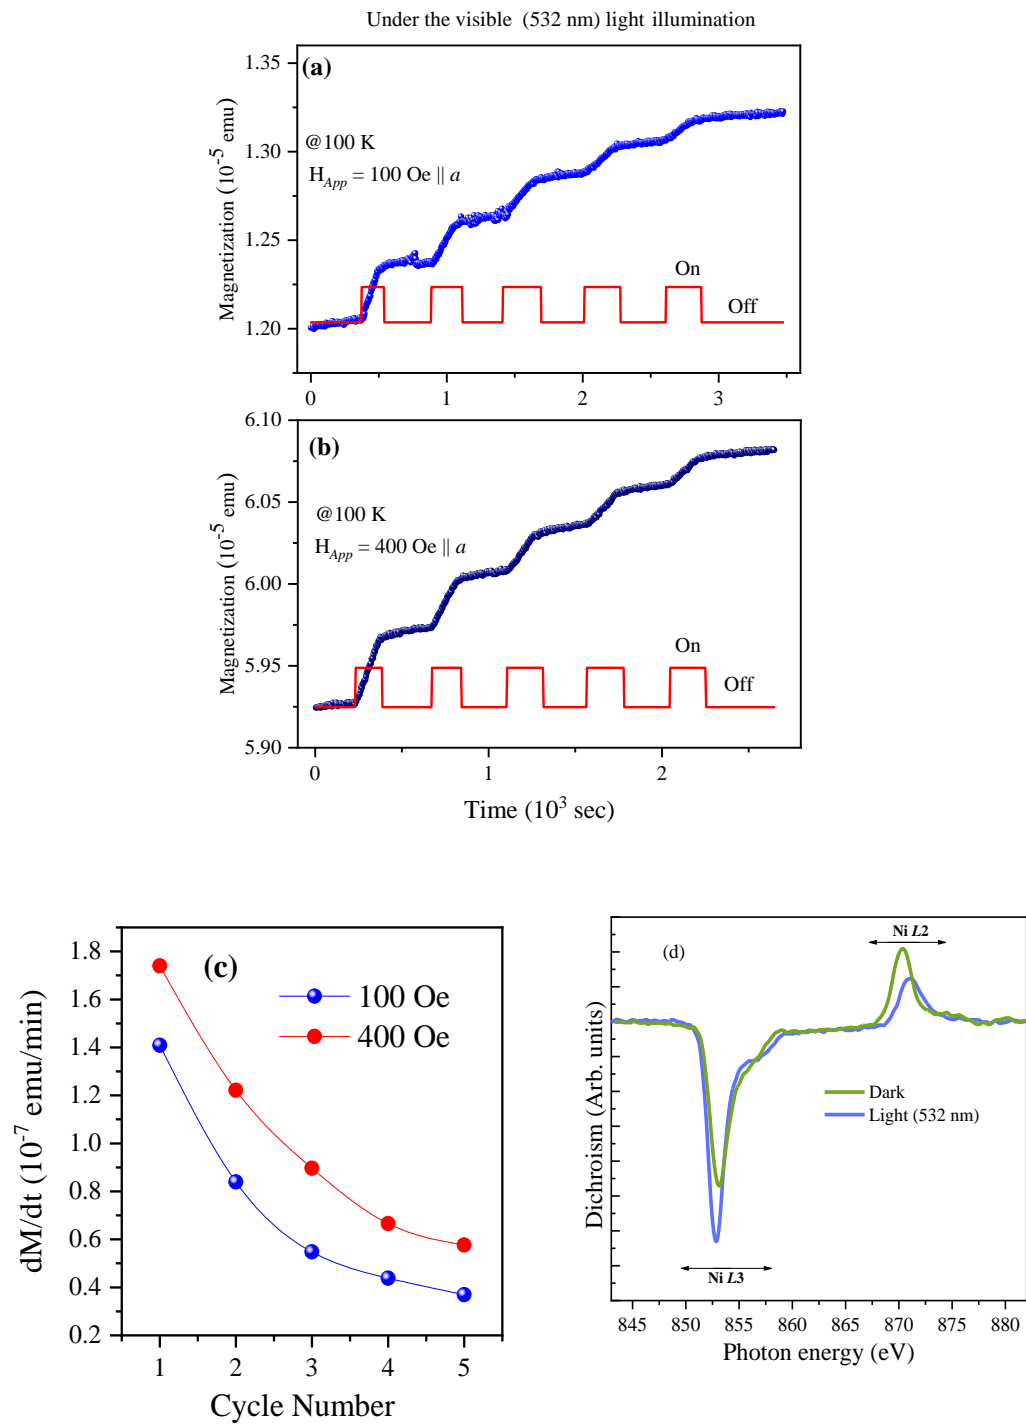 Under the visible (532 nm) light illumination
(a)
1.35
1.30
1.25
1.20
Magnetization (10⁻⁵ emu)
@100 K
H_App = 100 Oe || a
On
Off
0 1 2 3
(b)
6.10
6.05
6.00
5.95
5.90
Magnetization (10⁻⁵ emu)
@100 K
H_App = 400 Oe || a
On
Off
0 1 2
Time (10³ sec)
(c)
1.8
1.6
1.4
1.2
1.0
0.8
0.6
0.4
0.2
dM/dt (10⁻⁷ emu/min)
100 Oe
400 Oe
1 2 3 4 5
Cycle Number
(d)
Ni L2
Dichroism (Arb. units)
Dark
Light (532 nm)
Ni L3
845 850 855 860 865 870 875 880
Photon energy (eV)